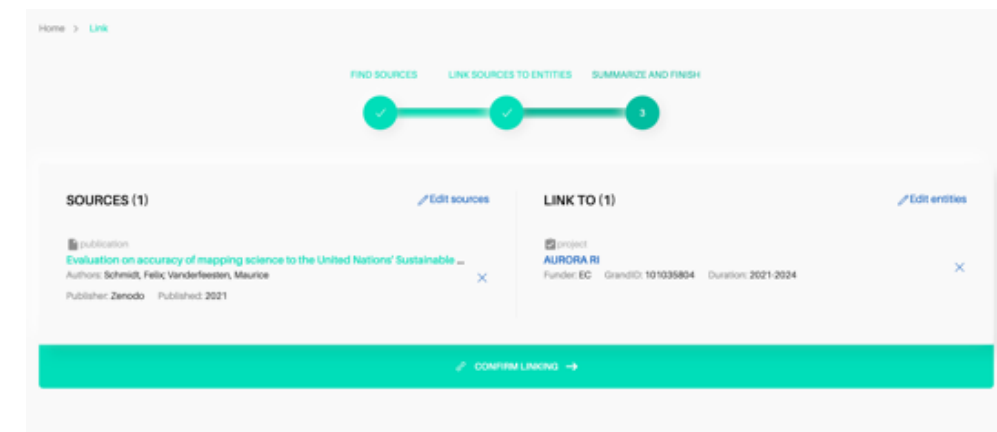 Home > Link
FIND SOURCES LINK SOURCES TO ENTITIES SUMMARIZE AND FINISH
3
SOURCES (1)
Edit sources
publication
Evaluation on accuracy of mapping science to the United Nations' Sustainable ...
Authors: Schmidt, Felix; Vanderfeesten, Maurice
Publisher: Zenodo Published: 2021
LINK TO (1)
Edit entities
project
AURORA RI
Funder: EC GrandID: 101035804 Duration: 2021-2024
CONFIRM LINKING →